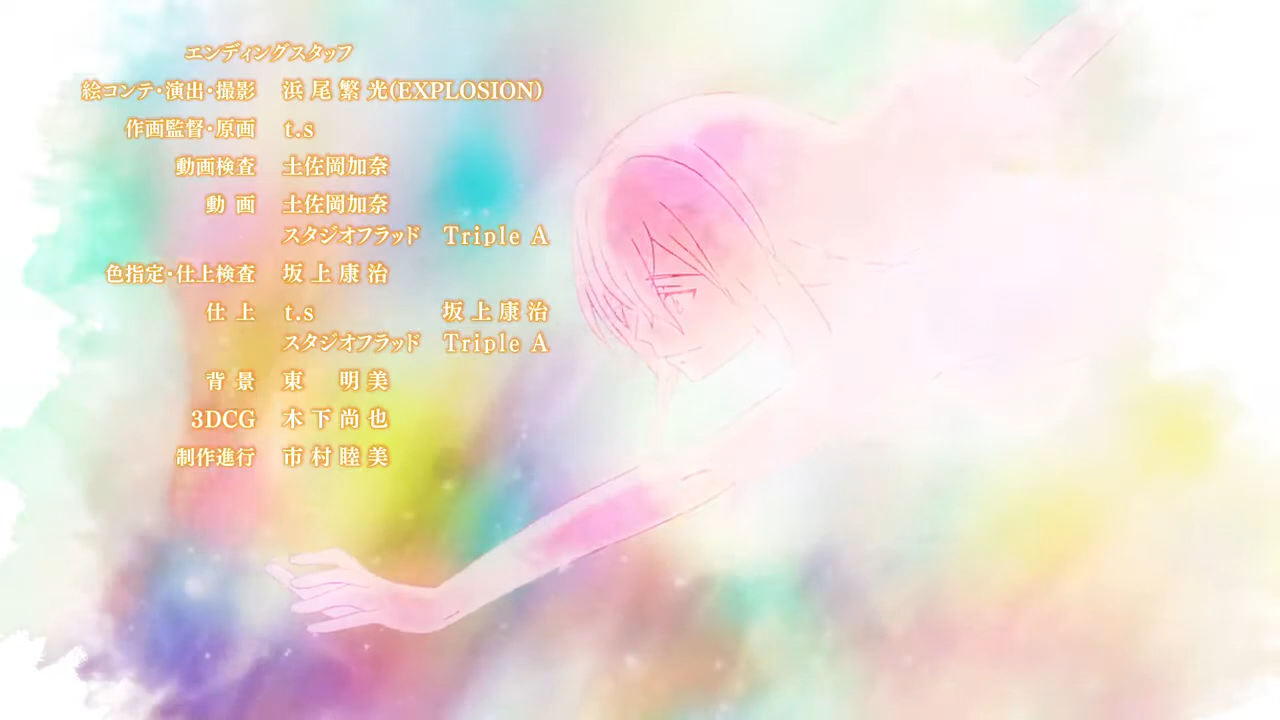 エンディングスタッフ
絵コンテ・演出・撮影 浜尾繁光(EXPLOSION)
作画監督・原画 t.s
動画検査 土佐岡加奈
動画 土佐岡加奈
スタジオフラッド Triple A
色指定・仕上検査 坂上康治
仕上 t.s 坂上康治
スタジオフラッド Triple A
背景 東 明美
3DCG 木下尚也
制作進行 市村睦美